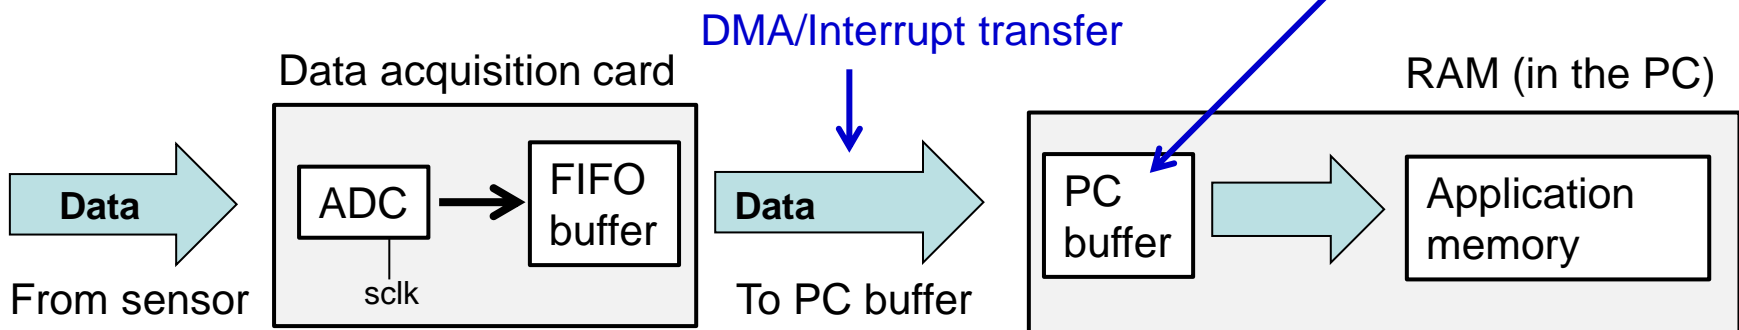 DMA/Interrupt transfer
Data acquisition card
RAM (in the PC)
Data
ADC
FIFO
buffer
Data
PC
buffer
Application
memory
From sensor
sclk
To PC buffer